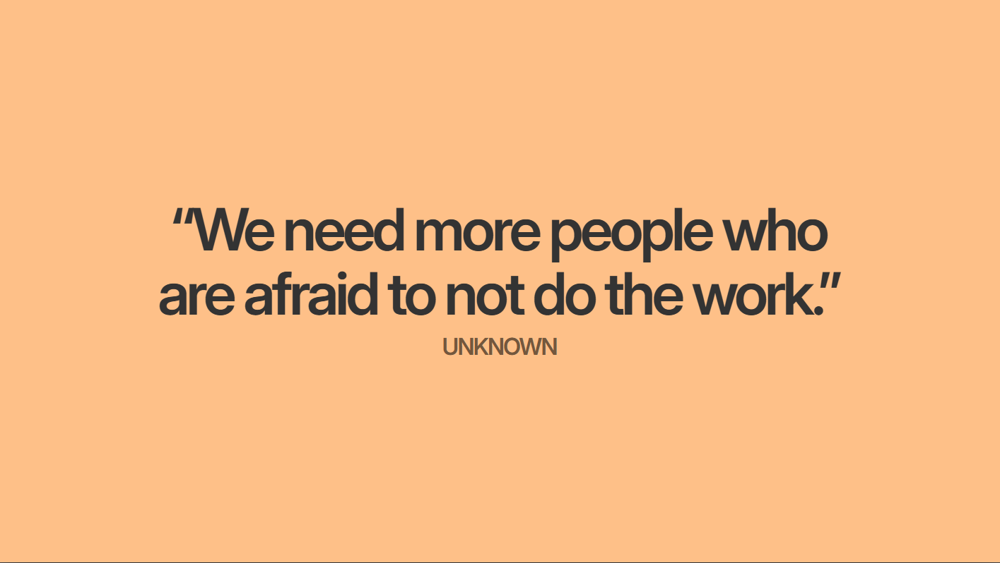 “We need more people who
are afraid to not do the work.”
UNKNOWN